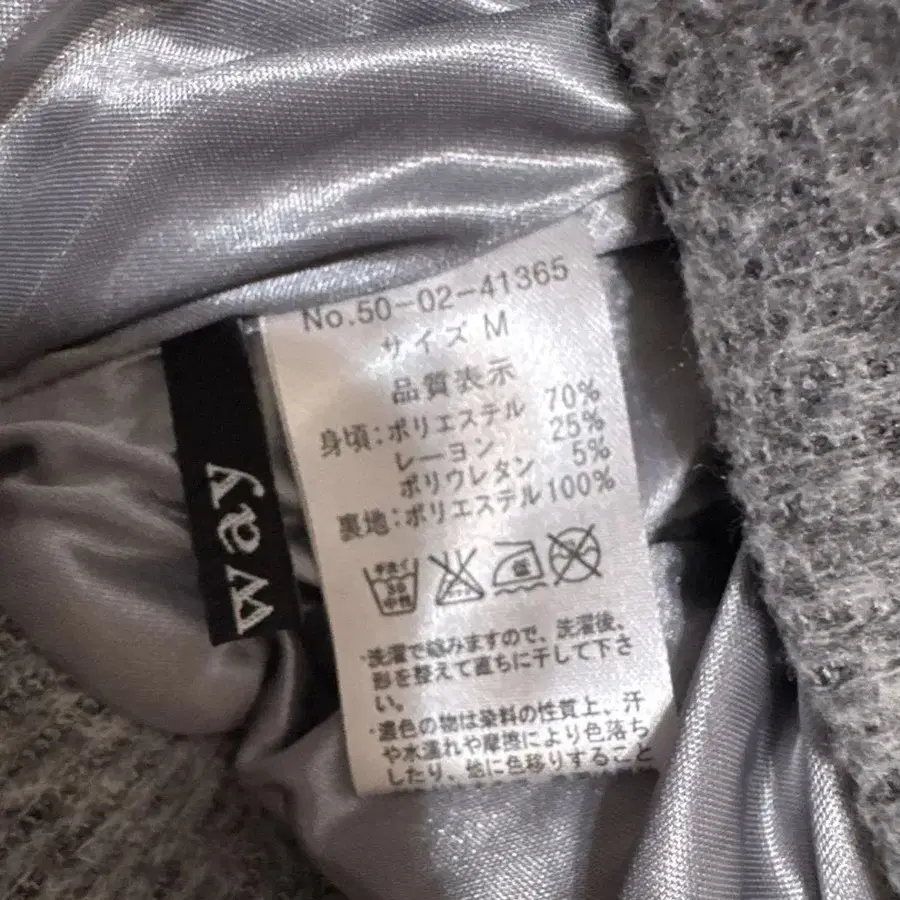 No.50-02-41365
サイズ M
品質表示
身頃:ポリエステル 70%
レーヨン 25%
ポリウレタン 5%
裏地:ポリエステル100%
手洗イ
30
中性
・洗濯で縮みますので、洗濯後、
形を整えて直ちに干して下さ
い。
・濃色の物は染料の性質上、汗
や水濡れや摩擦により色落ち
したり、他に色移りすること
way